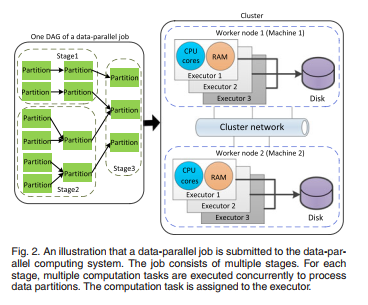 Cluster
One DAG of a data-parallel job
Stage1
Partition
Partition
Partition
Partition
Partition
Partition
Partition
Partition
Partition
Partition
Partition
Partition
Partition
Stage2
Stage3
Worker node 1 (Machine 1)
CPU
cores
RAM
Executor 1
Executor 2
Executor 3
Disk
Cluster network
Worker node 2 (Machine 2)
CPU
cores
RAM
Executor 1
Executor 2
Executor 3
Disk
Fig. 2. An illustration that a data-parallel job is submitted to the data-par-
allel computing system. The job consists of multiple stages. For each
stage, multiple computation tasks are executed concurrently to process
data partitions. The computation task is assigned to the executor.